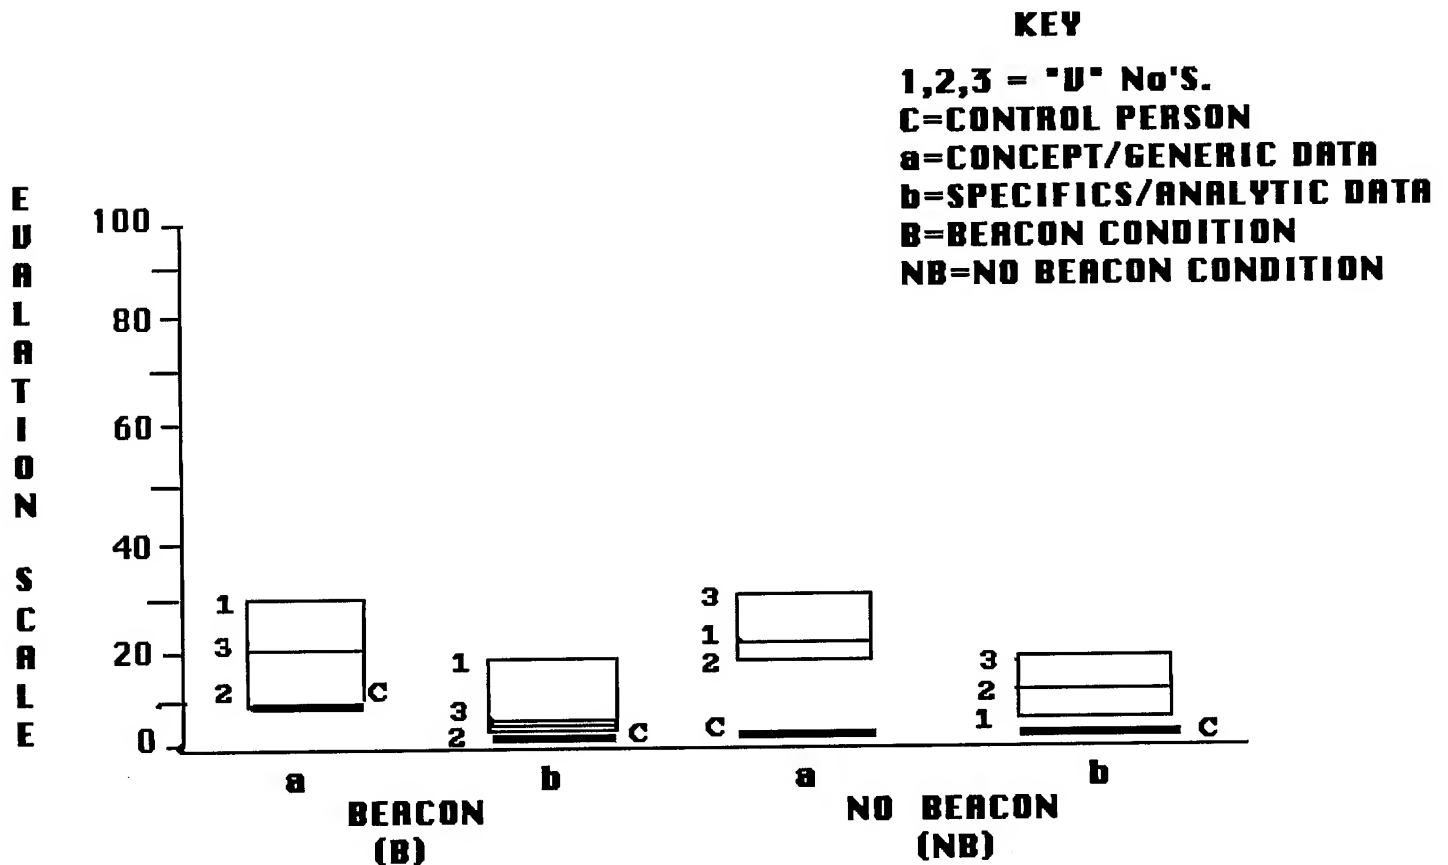 KEY
1,2,3 = "V" No'S.
C=CONTROL PERSON
a=CONCEPT/GENERIC DATA
b=SPECIFICS/ANALYTIC DATA
B=BEACON CONDITION
NB=NO BEACON CONDITION
EVALATION SCALE
100
80
60
40
20
0
1
3
2
C
1
3
2
C
3
1
2
C
3
2
1
C
a
b
a
b
BEACON
(B)
NO BEACON
(NB)